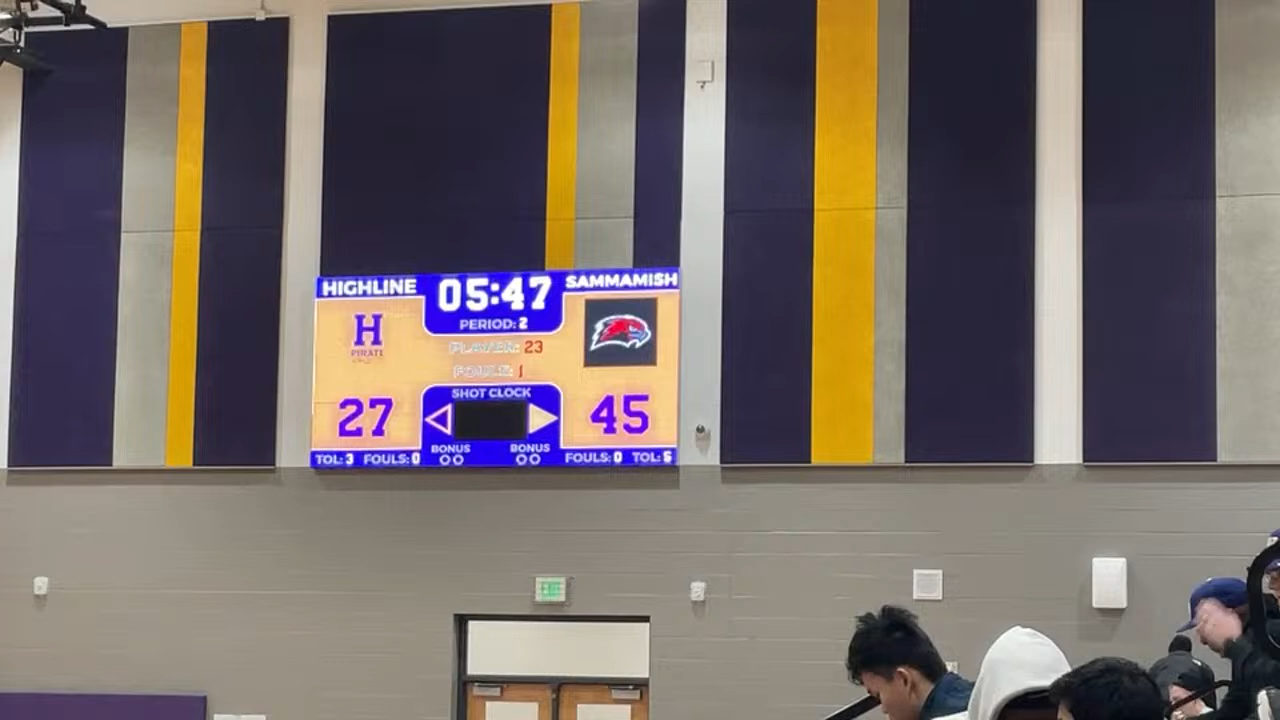 HIGHLINE 05:47 SAMMAMISH
PERIOD: 2
H
PIRATE
PLAYER: 23
FOULS: 1
SHOT CLOCK
27 45
BONUS BONUS
TOL: 3 FOULS: 0 FOULS: 0 TOL: 5